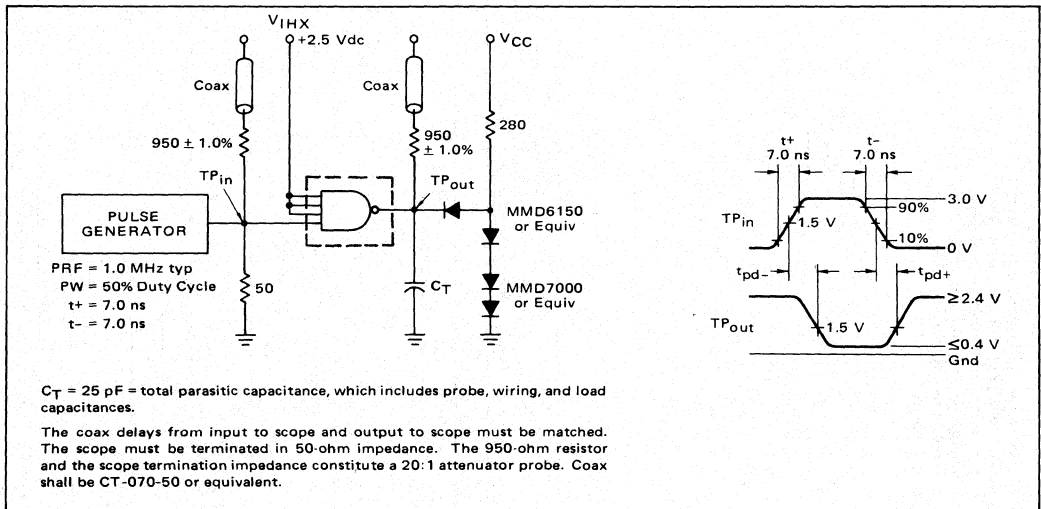 VIHX
+2.5 Vdc
VCC
Coax
Coax
280
950 ± 1.0%
950
± 1.0%
TPin
TPout
PULSE
GENERATOR
MMD6150
or Equiv
PRF = 1.0 MHz typ
PW = 50% Duty Cycle
t+ = 7.0 ns
t– = 7.0 ns
50
CT
MMD7000
or Equiv
t+
7.0 ns
t–
7.0 ns
3.0 V
90%
TPin
1.5 V
10%
0 V
tpd–
tpd+
≥2.4 V
TPout
1.5 V
≤0.4 V
Gnd
CT = 25 pF = total parasitic capacitance, which includes probe, wiring, and load
capacitances.
The coax delays from input to scope and output to scope must be matched.
The scope must be terminated in 50-ohm impedance. The 950-ohm resistor
and the scope termination impedance constitute a 20:1 attenuator probe. Coax
shall be CT-070-50 or equivalent.